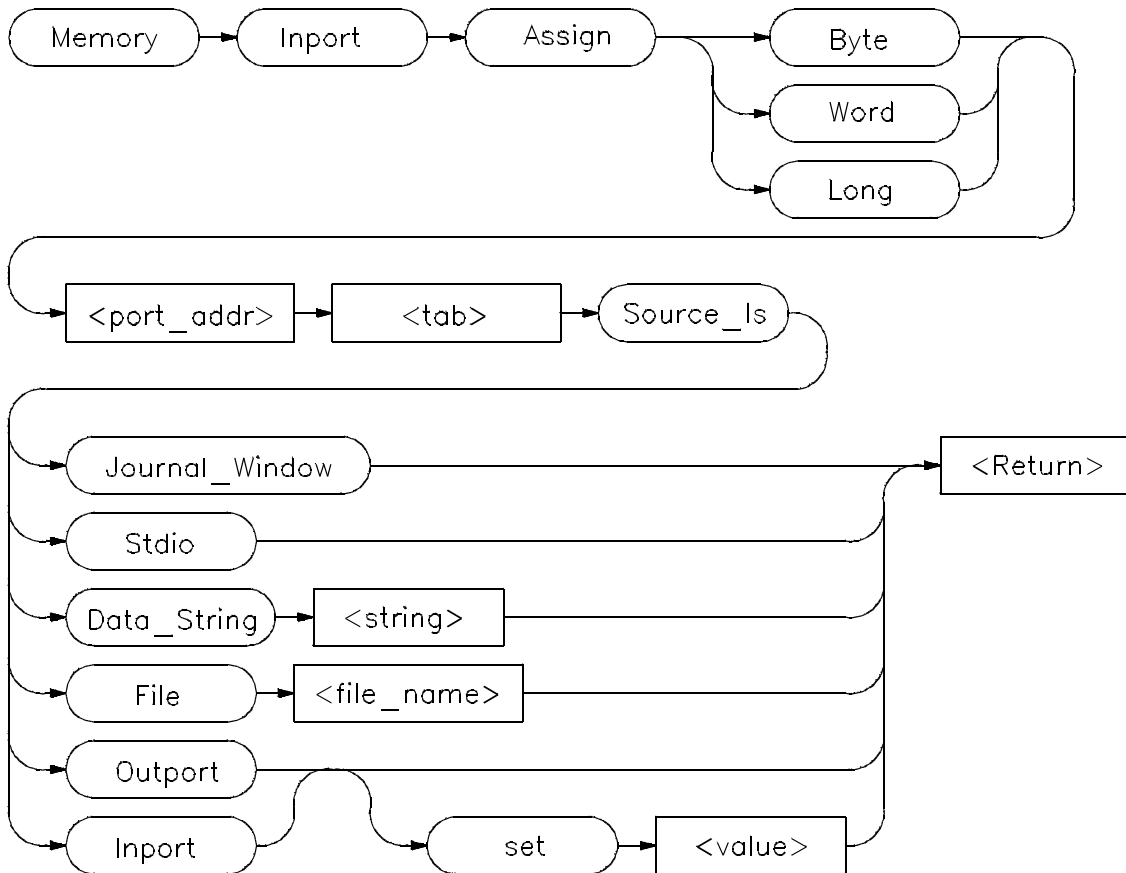 Memory Inport Assign Byte
Word
Long
<port_addr> <tab> Source_Is
Journal_Window <Return>
Stdio
Data_String <string>
File <file_name>
Outport
Inport set <value>